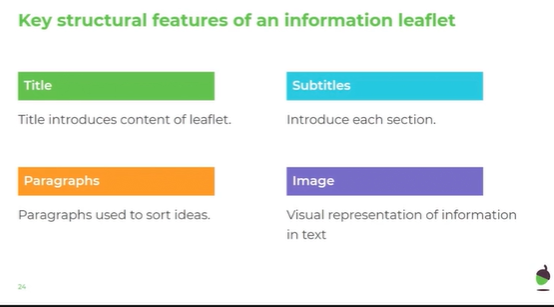 Key structural features of an information leaflet
Title
Title introduces content of leaflet.
Subtitles
Introduce each section.
Paragraphs
Paragraphs used to sort ideas.
Image
Visual representation of information
in text
24